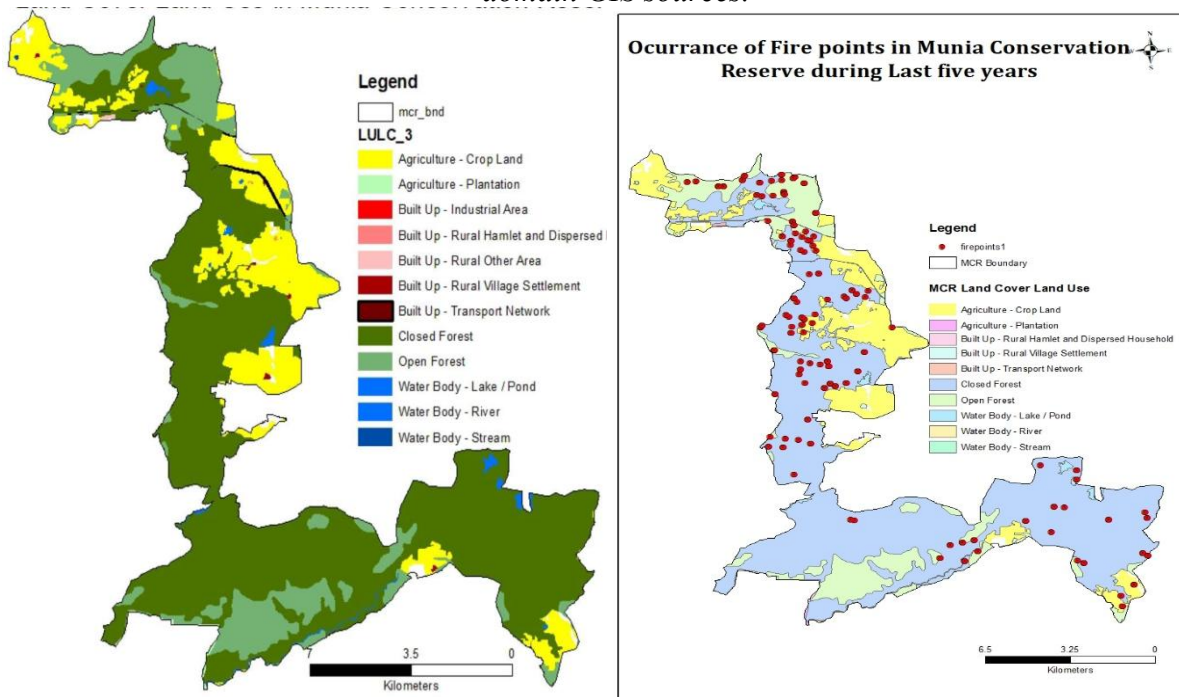 domain GIS sources.
Legend
mcr_bnd
LULC_3
Agriculture - Crop Land
Agriculture - Plantation
Built Up - Industrial Area
Built Up - Rural Hamlet and Dispersed
Built Up - Rural Other Area
Built Up - Rural Village Settlement
Built Up - Transport Network
Closed Forest
Open Forest
Water Body - Lake / Pond
Water Body - River
Water Body - Stream
7 3.5 0
Kilometers
Ocurrance of Fire points in Munia Conservation
Reserve during Last five years
N
W E
S
Legend
firepoints1
MCR Boundary
MCR Land Cover Land Use
Agriculture - Crop Land
Agriculture - Plantation
Built Up - Rural Hamlet and Dispersed Household
Built Up - Rural Village Settlement
Built Up - Transport Network
Closed Forest
Open Forest
Water Body - Lake / Pond
Water Body - River
Water Body - Stream
6.5 3.25 0
Kilometers